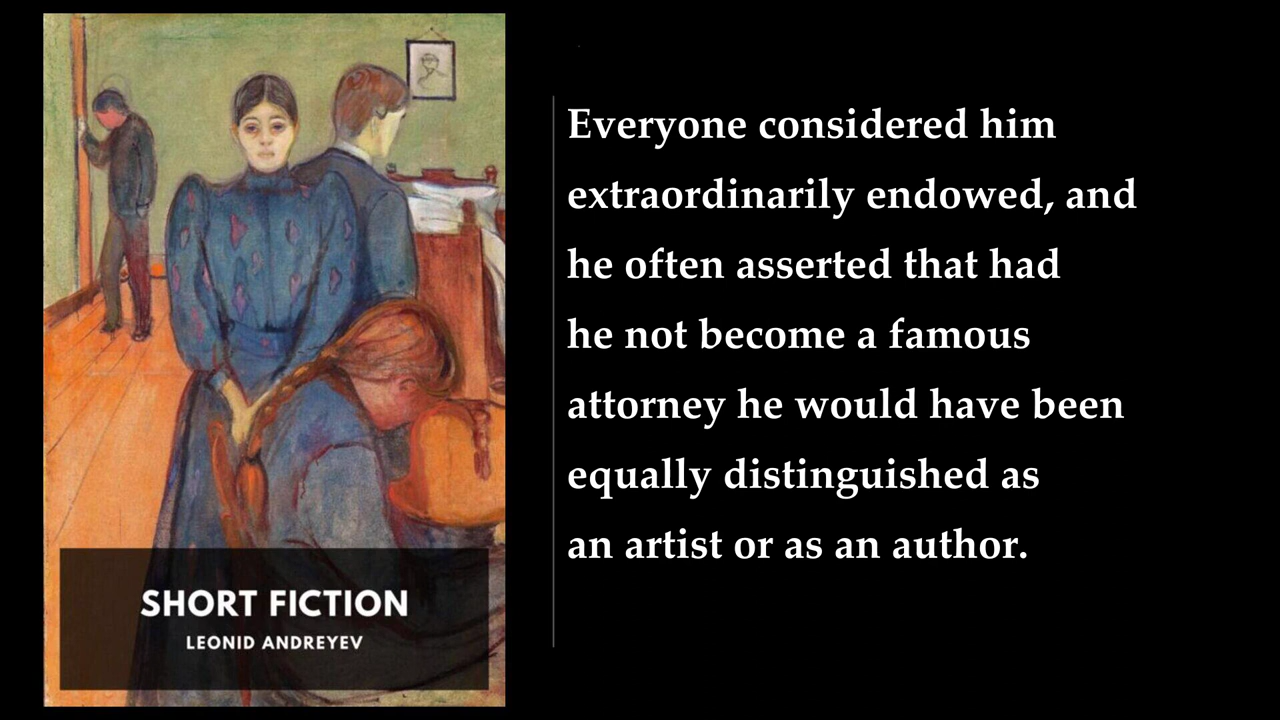 SHORT FICTION
LEONID ANDREYEV
Everyone considered him
extraordinarily endowed, and
he often asserted that had
he not become a famous
attorney he would have been
equally distinguished as
an artist or as an author.